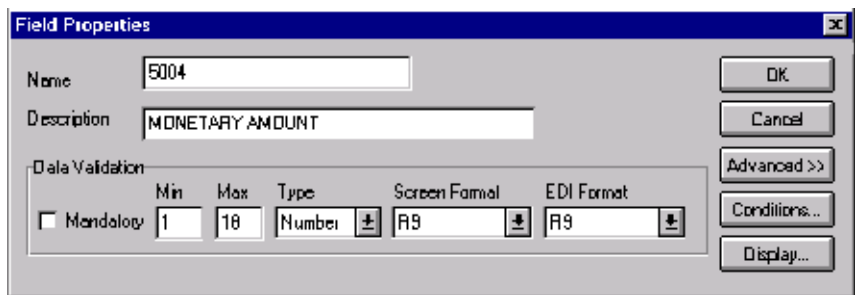 Field Properties
Name 5004 OK
Description MONETARY AMOUNT Cancel
Data Validation Advanced >>
Min Max Type Screen Format EDI Format
Mandatory 1 18 Number R9 R9 Conditions...
Display...